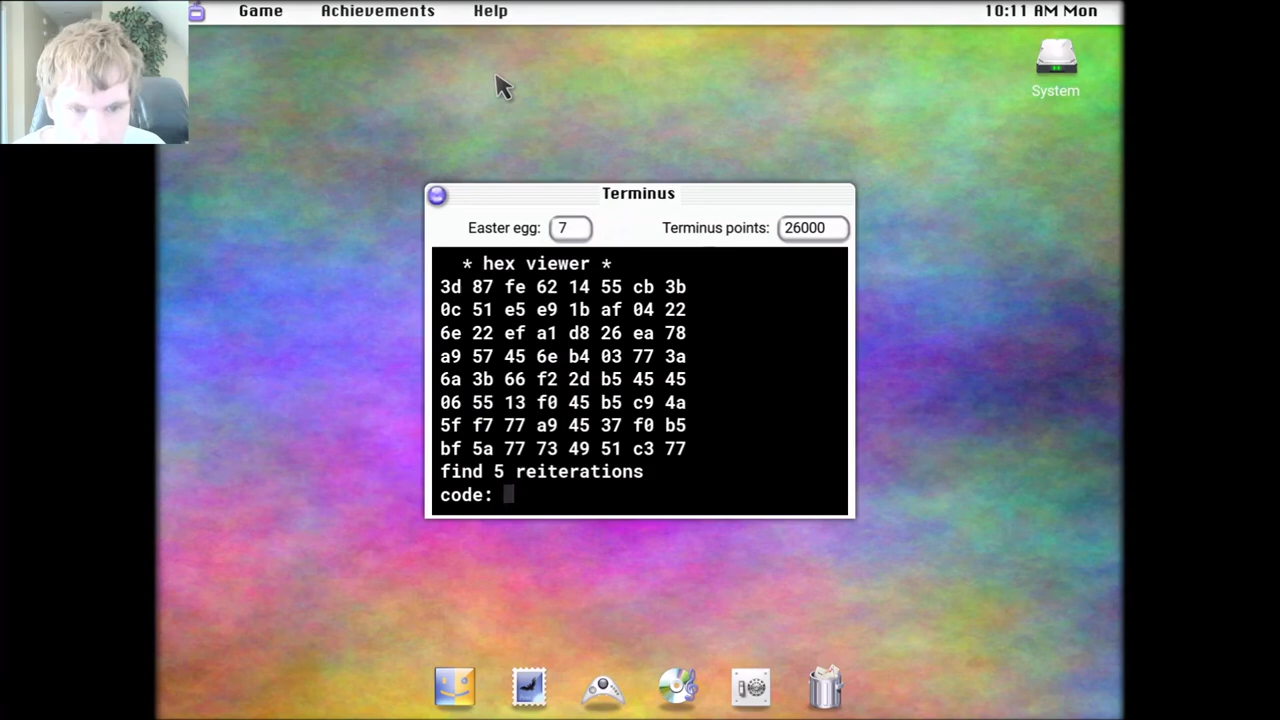 Game Achievements Help 10:11 AM Mon
System
Terminus
Easter egg: 7 Terminus points: 26000
* hex viewer *
3d 87 fe 62 14 55 cb 3b
0c 51 e5 e9 1b af 04 22
6e 22 ef a1 d8 26 ea 78
a9 57 45 6e b4 03 77 3a
6a 3b 66 f2 2d b5 45 45
06 55 13 f0 45 b5 c9 4a
5f f7 77 a9 45 37 f0 b5
bf 5a 77 73 49 51 c3 77
find 5 reiterations
code: